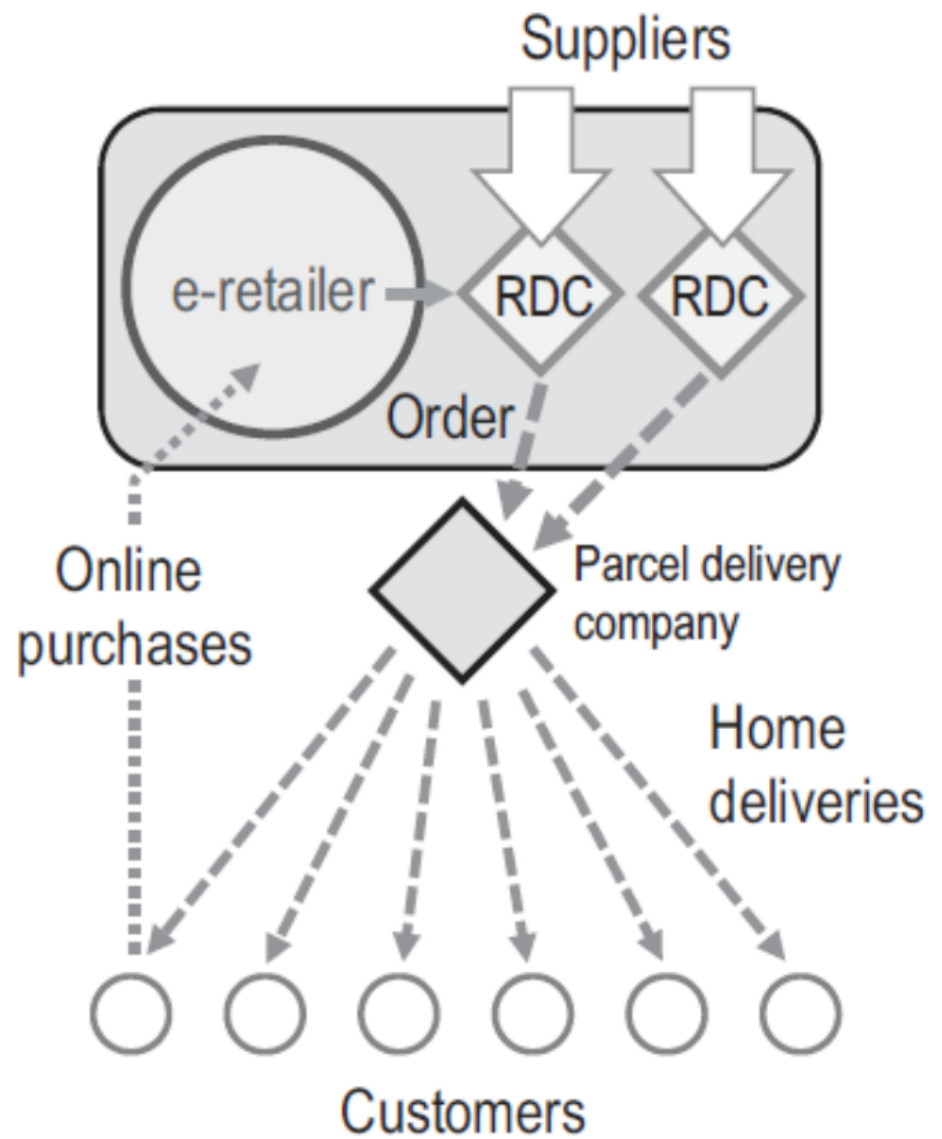 Suppliers
e-retailer
RDC
RDC
Order
Online
purchases
Parcel delivery
company
Home
deliveries
Customers